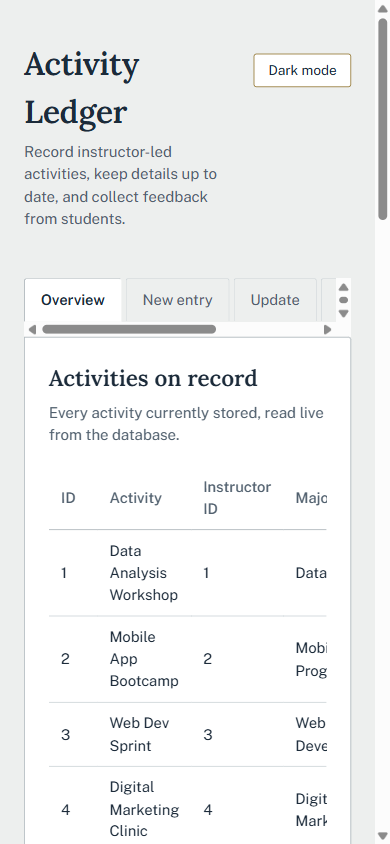 Activity
Ledger
Dark mode
Record instructor-led
activities, keep details up to
date, and collect feedback
from students.
Overview New entry Update
Activities on record
Every activity currently stored, read live
from the database.
ID Activity Instructor
ID
1 Data
Analysis
Workshop 1 Data
2 Mobile
App
Bootcamp 2
3 Web Dev
Sprint 3 Web
4 Digital
Marketing
Clinic 4